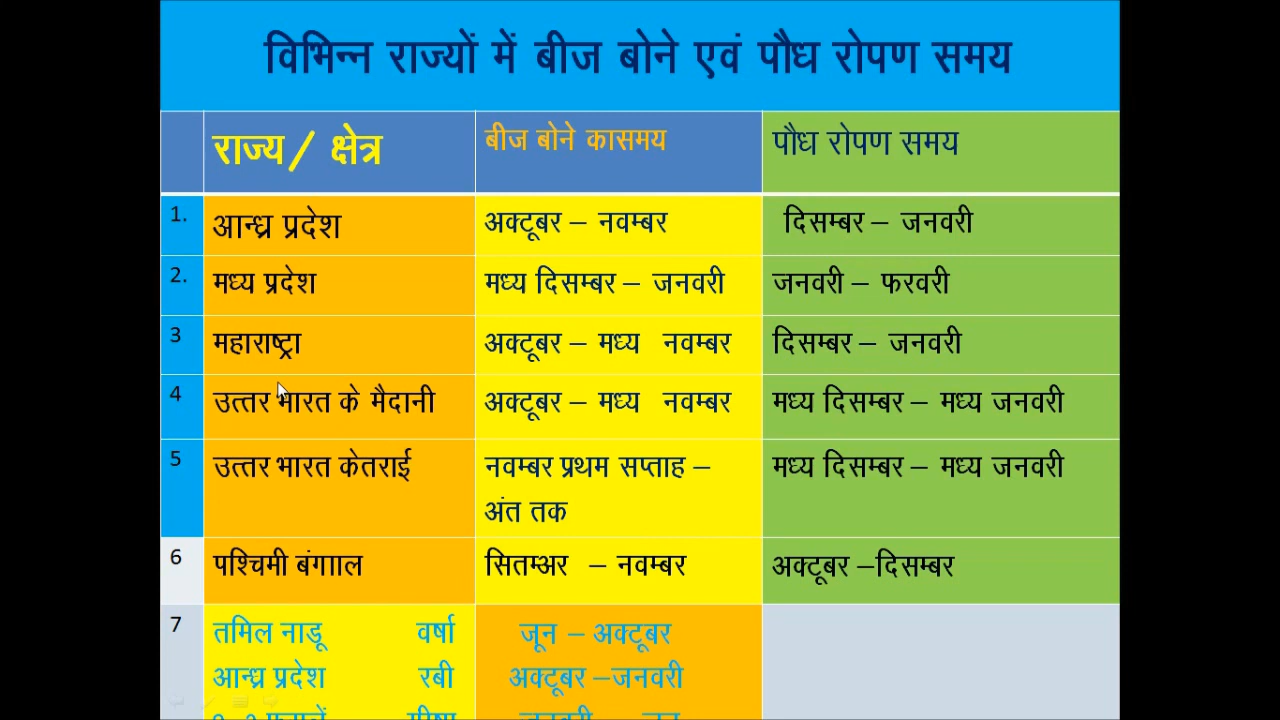 विभिन्न राज्यों में बीज बोने एवं पौध रोपण समय
राज्य/ क्षेत्र बीज बोने कासमय पौध रोपण समय
1. आन्ध्र प्रदेश अक्टूबर – नवम्बर दिसम्बर – जनवरी
2. मध्य प्रदेश मध्य दिसम्बर – जनवरी जनवरी – फरवरी
3 महाराष्ट्रा अक्टूबर – मध्य नवम्बर दिसम्बर – जनवरी
4 उत्तर भारत के मैदानी अक्टूबर – मध्य नवम्बर मध्य दिसम्बर – मध्य जनवरी
5 उत्तर भारत केतराई नवम्बर प्रथम सप्ताह – मध्य दिसम्बर – मध्य जनवरी
अंत तक
6 पश्चिमी बंगााल सितम्अर – नवम्बर अक्टूबर –दिसम्बर
7 तमिल नाडू वर्षा जून – अक्टूबर
आन्ध्र प्रदेश रबी अक्टूबर –जनवरी